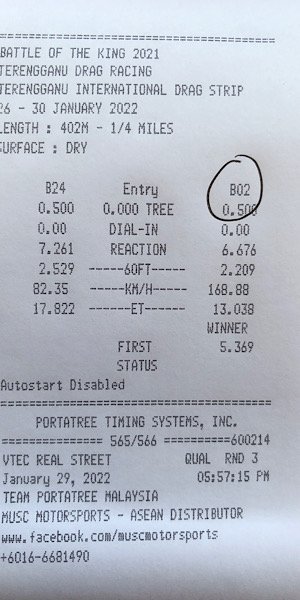 BATTLE OF THE KING 2021
TERENGGANU DRAG RACING
TERENGGANU INTERNATIONAL DRAG STRIP
26 - 30 JANUARY 2022
LENGTH : 402M - 1/4 MILES
SURFACE : DRY
B24 Entry B02
0.500 0.000 TREE 0.500
0.00 DIAL-IN 0.00
7.261 REACTION 6.676
2.529 ------60FT------ 2.209
82.35 ------KM/H------ 168.88
17.822 -------ET------- 13.038
WINNER
FIRST 5.369
STATUS
Autostart Disabled
PORTATREE TIMING SYSTEMS, INC.
=============== 565/566 ==========600214
VTEC REAL STREET QUAL RND 3
January 29, 2022 05:57:15 PM
TEAM PORTATREE MALAYSIA
MUSC MOTORSPORTS - ASEAN DISTRIBUTOR
www.facebook.com/muscmotorsports
+6016-6681490